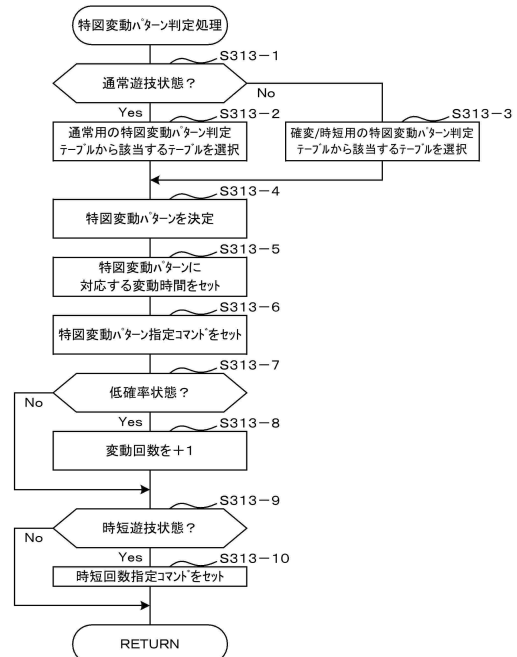 特図変動パターン判定処理
S313-1
通常遊技状態？
No
Yes
S313-2
S313-3
通常用の特図変動パターン判定
テーブルから該当するテーブルを選択
確変/時短用の特図変動パターン判定
テーブルから該当するテーブルを選択
S313-4
特図変動パターンを決定
S313-5
特図変動パターンに
対応する変動時間をセット
S313-6
特図変動パターン指定コマンドをセット
S313-7
低確率状態？
No
Yes
S313-8
変動回数を＋1
S313-9
時短遊技状態？
No
Yes
S313-10
時短回数指定コマンドをセット
RETURN